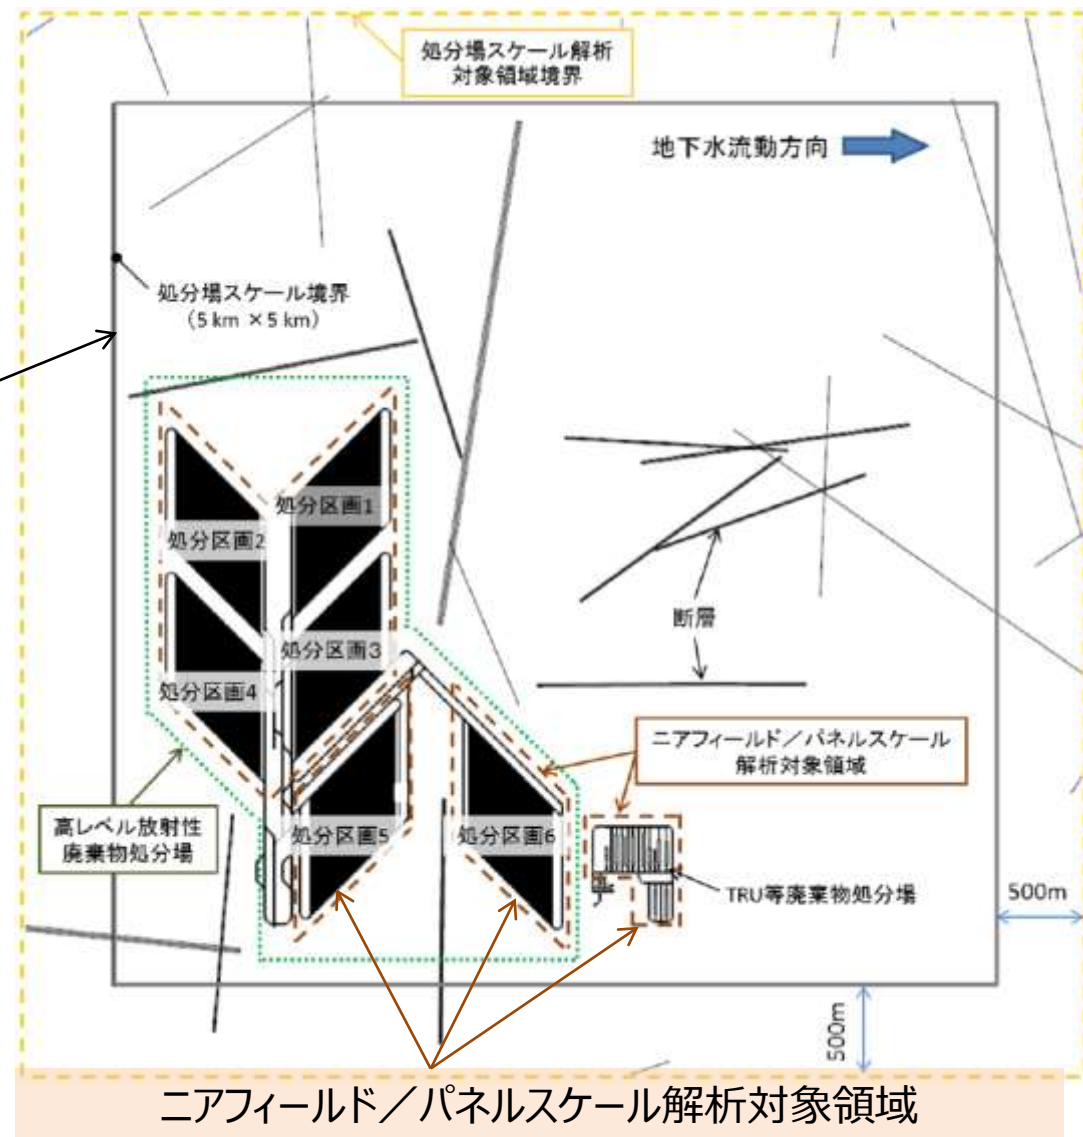 処分場スケール解析
対象領域境界
地下水流動方向
処分場スケール境界
(5 km ×5 km)
処分区画1
処分区画2
処分区画3
処分区画4
断層
ニアフィールド/パネルスケール
解析対象領域
高レベル放射性
廃棄物処分場
処分区画5
処分区画6
TRU等廃棄物処分場
500m
500m
ニアフィールド/パネルスケール解析対象領域